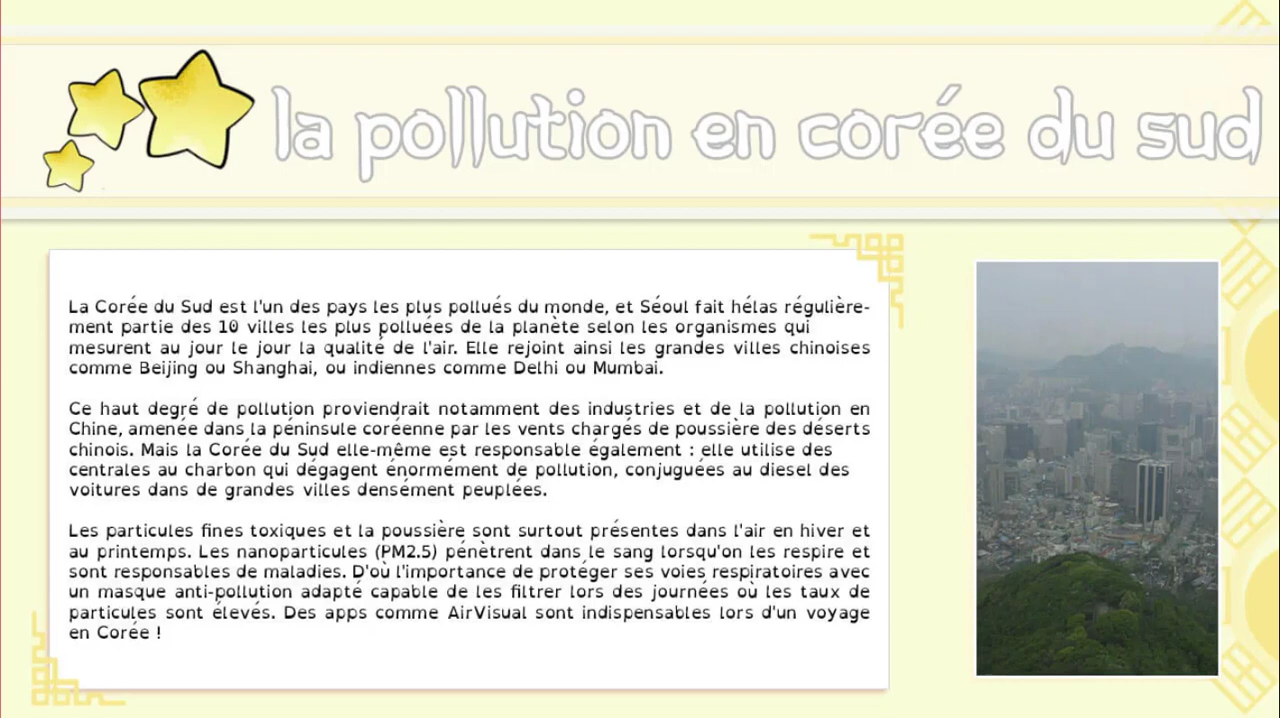 la pollution en corée du sud
La Corée du Sud est l'un des pays les plus pollués du monde, et Séoul fait hélas régulière-
ment partie des 10 villes les plus polluées de la planète selon les organismes qui
mesurent au jour le jour la qualité de l'air. Elle rejoint ainsi les grandes villes chinoises
comme Beijing ou Shanghai, ou indiennes comme Delhi ou Mumbai.
Ce haut degré de pollution proviendrait notamment des industries et de la pollution en
Chine, amenée dans la péninsule coréenne par les vents chargés de poussière des déserts
chinois. Mais la Corée du Sud elle-même est responsable également : elle utilise des
centrales au charbon qui dégagent énormément de pollution, conjuguées au diesel des
voitures dans de grandes villes densément peuplées.
Les particules fines toxiques et la poussière sont surtout présentes dans l'air en hiver et
au printemps. Les nanoparticules (PM2.5) pénètrent dans le sang lorsqu'on les respire et
sont responsables de maladies. D'où l'importance de protéger ses voies respiratoires avec
un masque anti-pollution adapté capable de les filtrer lors des journées où les taux de
particules sont élevés. Des apps comme AirVisual sont indispensables lors d'un voyage
en Corée !